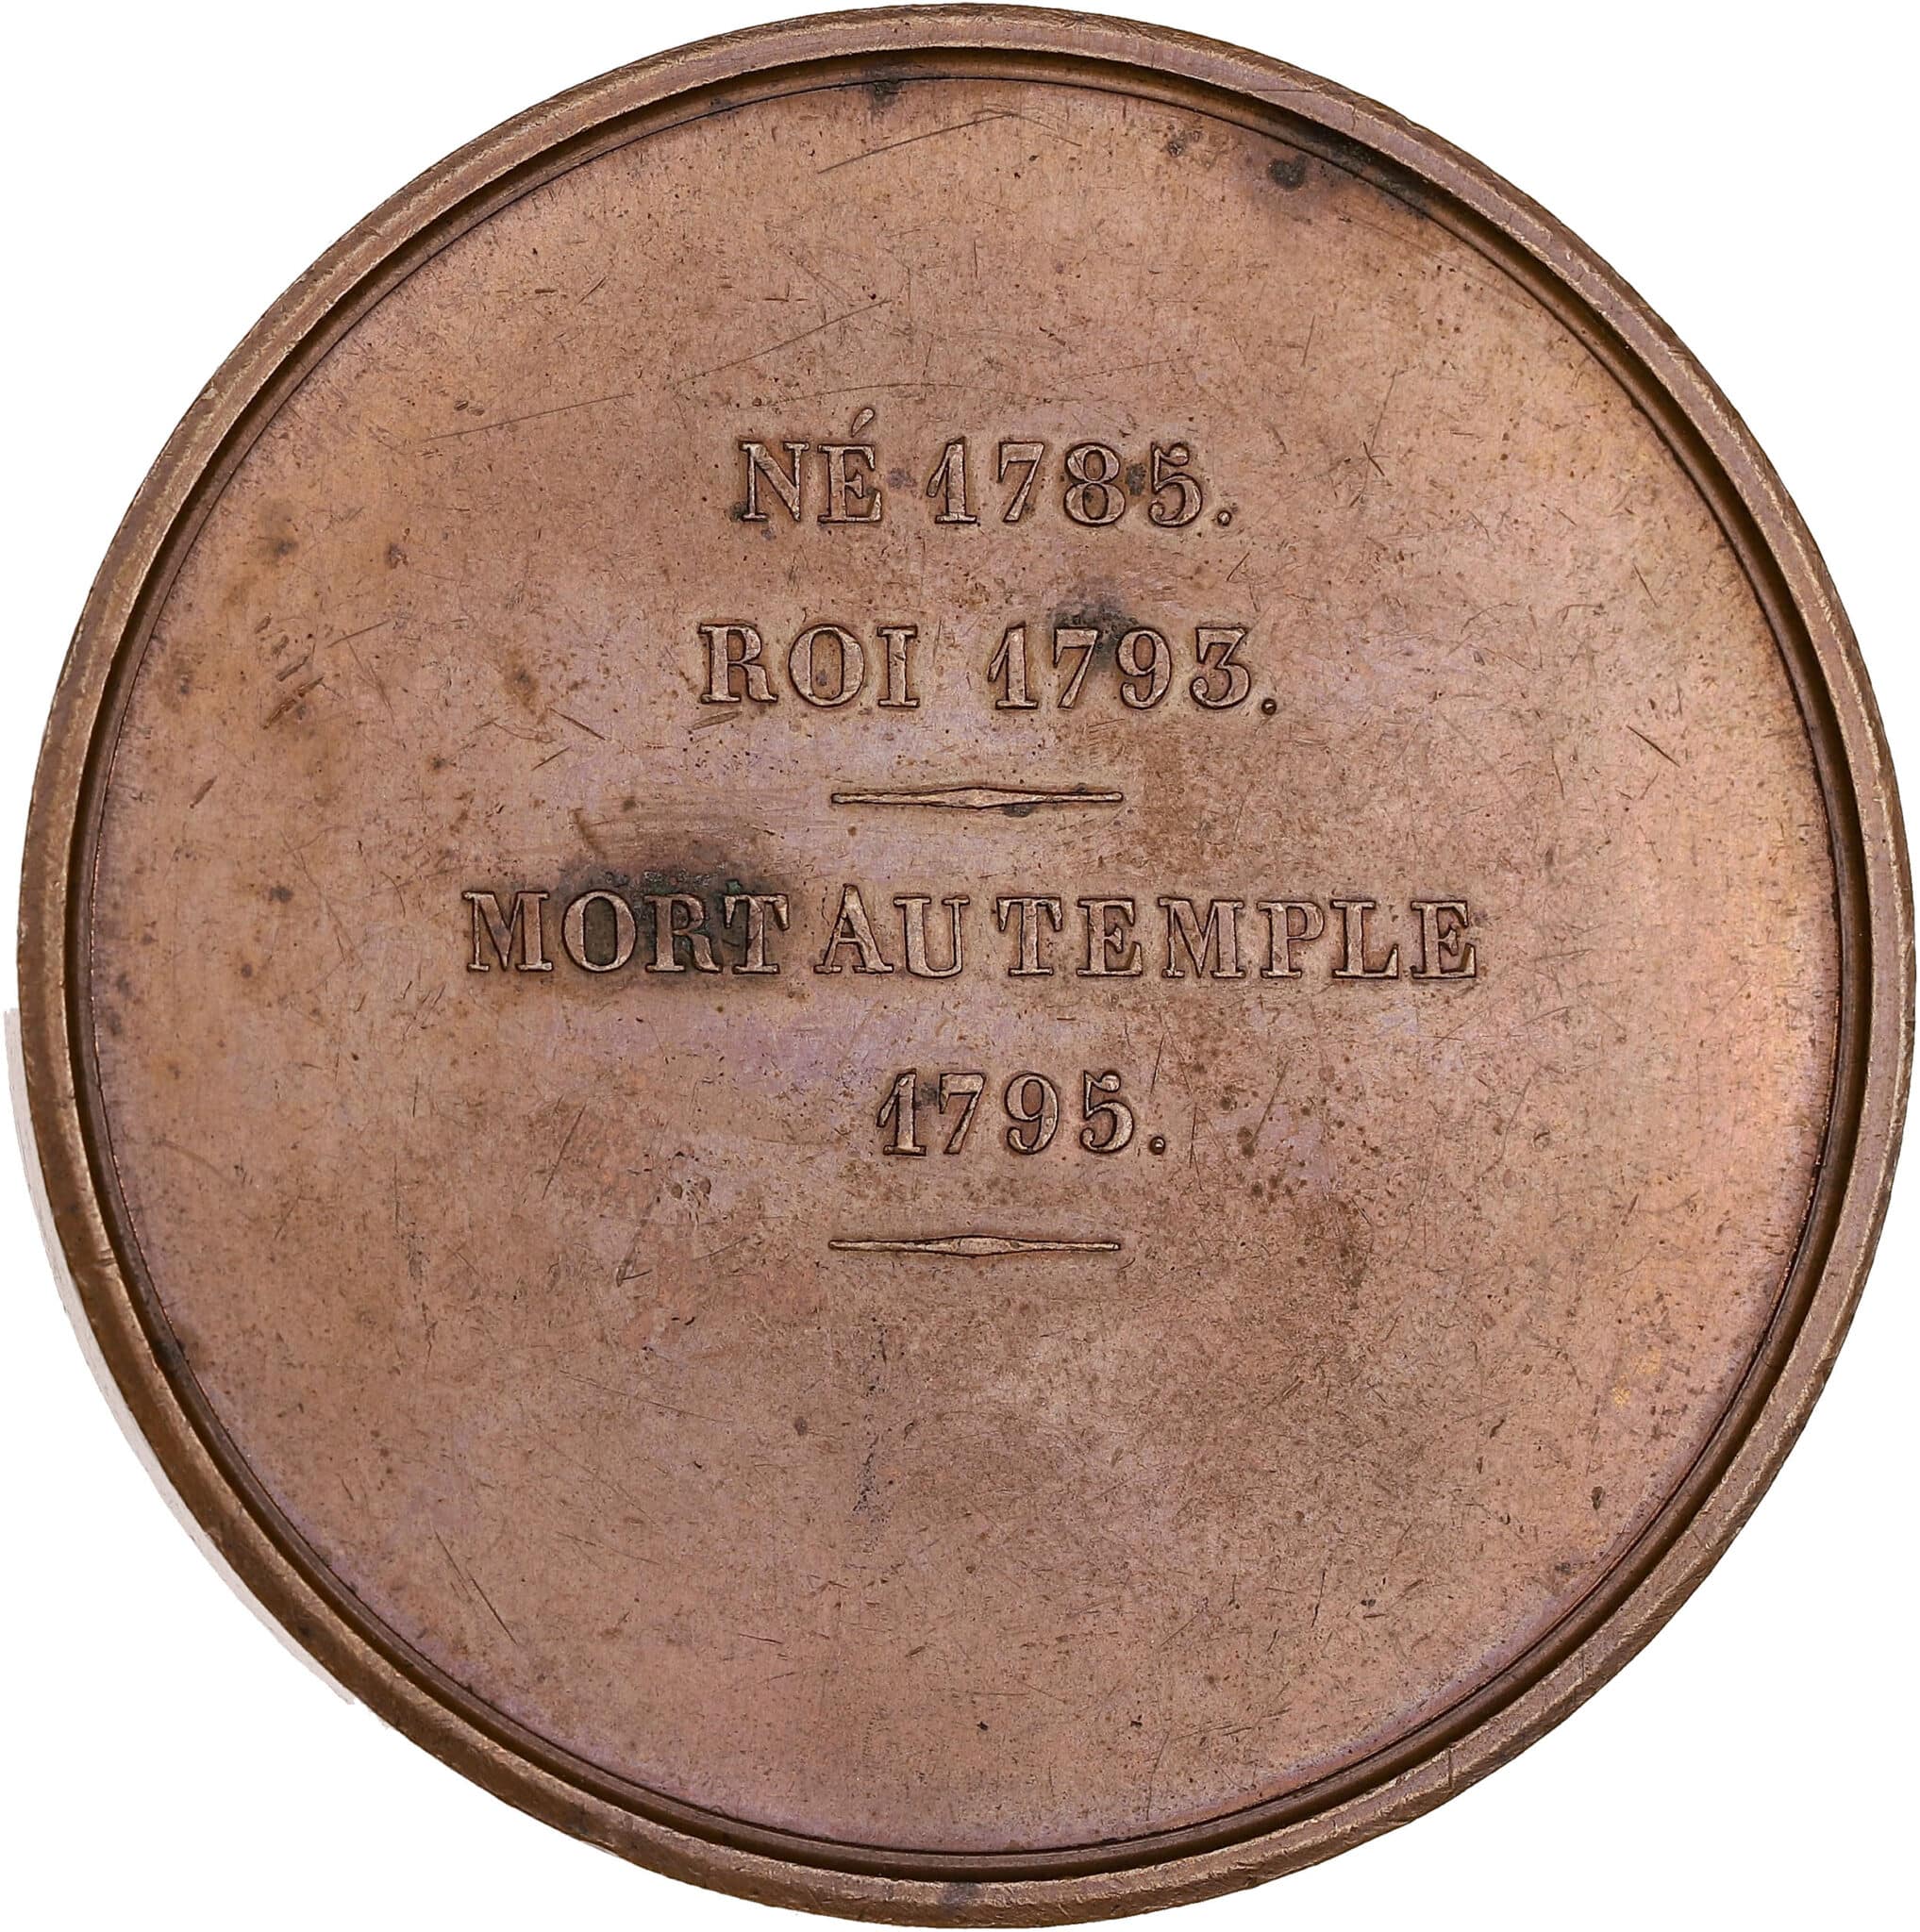 NÉ 1785.
ROI 1793.
MORT AU TEMPLE
1795.